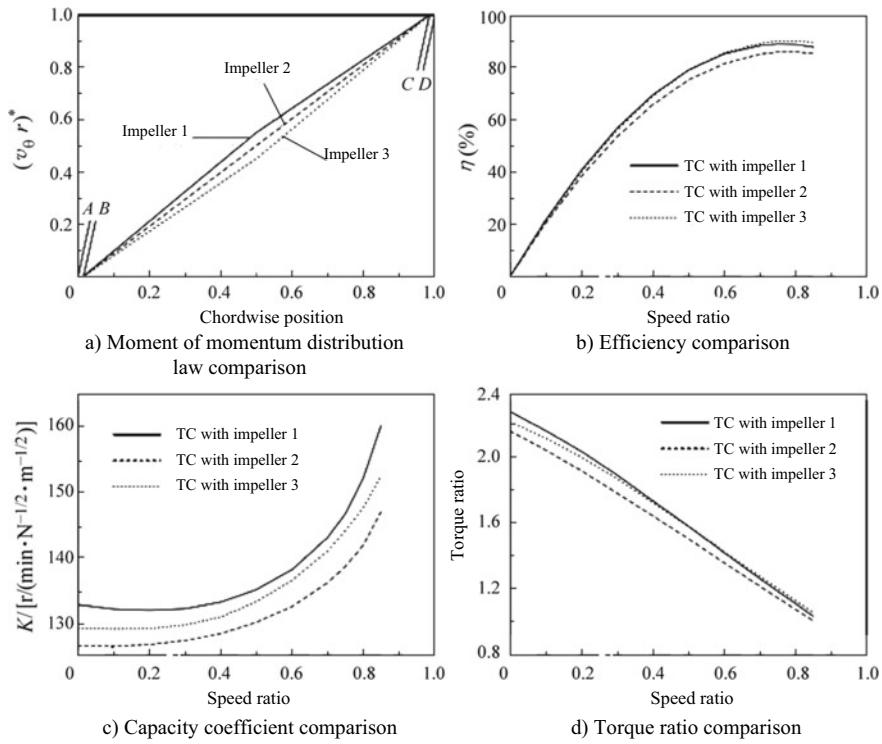 1.0
0.8
0.6
0.4
0.2
0
0.2
0.4
0.6
0.8
1.0
(v_θ r)*
Impeller 1
Impeller 2
Impeller 3
A B
C D
Chordwise position
a) Moment of momentum distribution
law comparison
100
80
60
40
20
0
0.2
0.4
0.6
0.8
1.0
η (%)
TC with impeller 1
TC with impeller 2
TC with impeller 3
Speed ratio
b) Efficiency comparison
160
150
140
130
0
0.2
0.4
0.6
0.8
1.0
K/[r/(min·N⁻¹/²·m⁻¹/²)]
TC with impeller 1
TC with impeller 2
TC with impeller 3
Speed ratio
c) Capacity coefficient comparison
2.4
2.0
1.6
1.2
0.8
0
0.2
0.4
0.6
0.8
1.0
Torque ratio
TC with impeller 1
TC with impeller 2
TC with impeller 3
Speed ratio
d) Torque ratio comparison